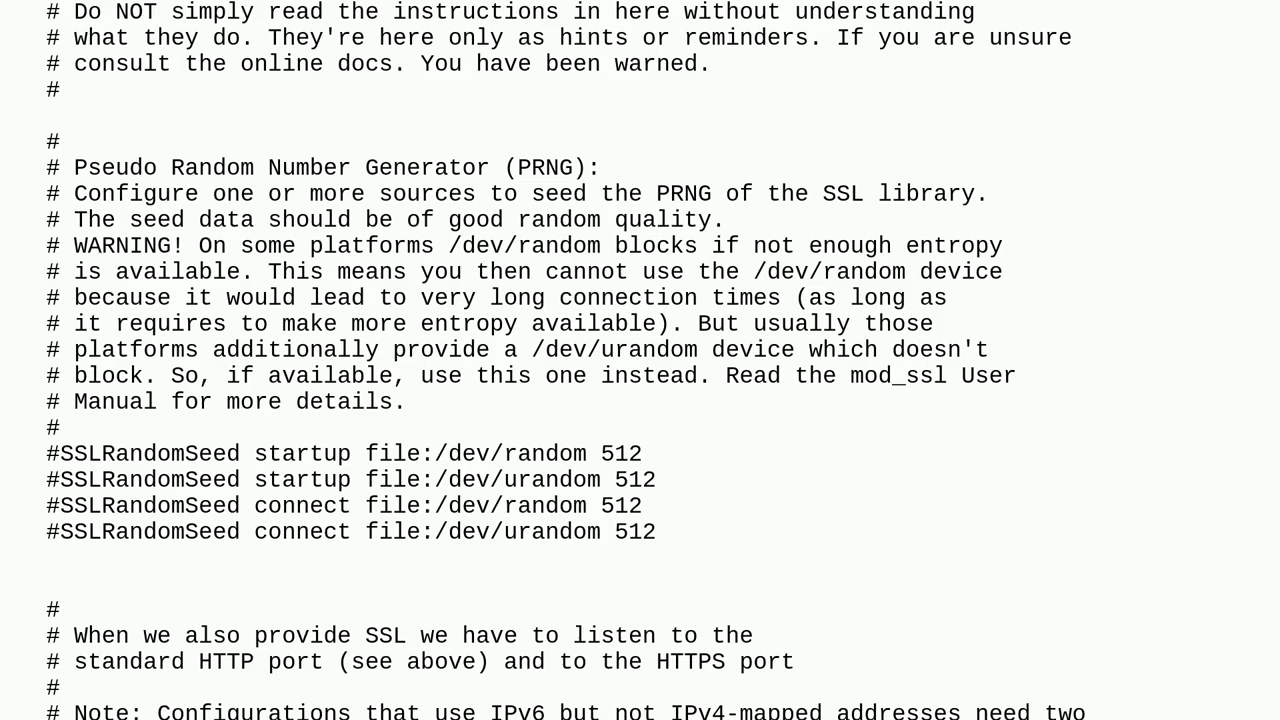 # Do NOT simply read the instructions in here without understanding
# what they do. They're here only as hints or reminders. If you are unsure
# consult the online docs. You have been warned.
#
#
# Pseudo Random Number Generator (PRNG):
# Configure one or more sources to seed the PRNG of the SSL library.
# The seed data should be of good random quality.
# WARNING! On some platforms /dev/random blocks if not enough entropy
# is available. This means you then cannot use the /dev/random device
# because it would lead to very long connection times (as long as
# it requires to make more entropy available). But usually those
# platforms additionally provide a /dev/urandom device which doesn't
# block. So, if available, use this one instead. Read the mod_ssl User
# Manual for more details.
#
#SSLRandomSeed startup file:/dev/random 512
#SSLRandomSeed startup file:/dev/urandom 512
#SSLRandomSeed connect file:/dev/random 512
#SSLRandomSeed connect file:/dev/urandom 512
#
# When we also provide SSL we have to listen to the
# standard HTTP port (see above) and to the HTTPS port
#
# Note: Configurations that use IPv6 but not IPv4-mapped addresses need two